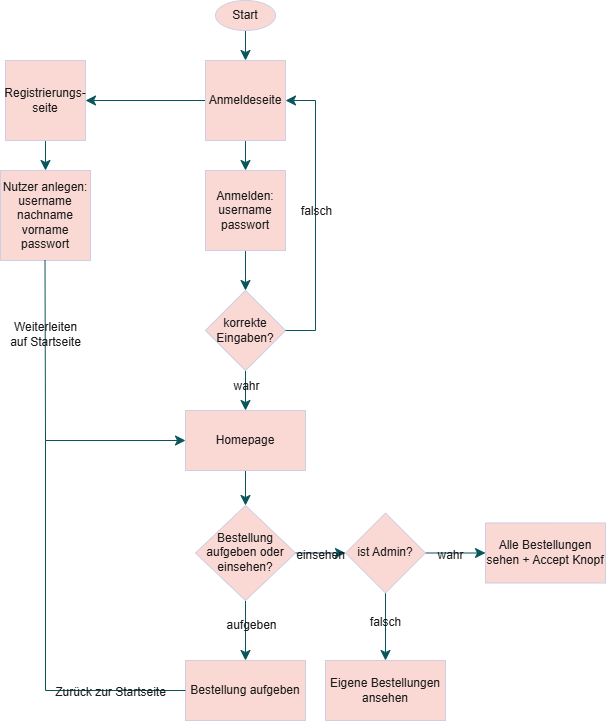 Start
Registrierungs-
seite
Anmeldeseite
Nutzer anlegen:
username
nachname
vorname
passwort
Anmelden:
username
passwort
falsch
korrekte
Eingaben?
Weiterleiten
auf Startseite
wahr
Homepage
Bestellung
aufgeben oder
einsehen?
einsehen
ist Admin?
wahr
Alle Bestellungen
sehen + Accept Knopf
aufgeben
falsch
Zurück zur Startseite
Bestellung aufgeben
Eigene Bestellungen
ansehen